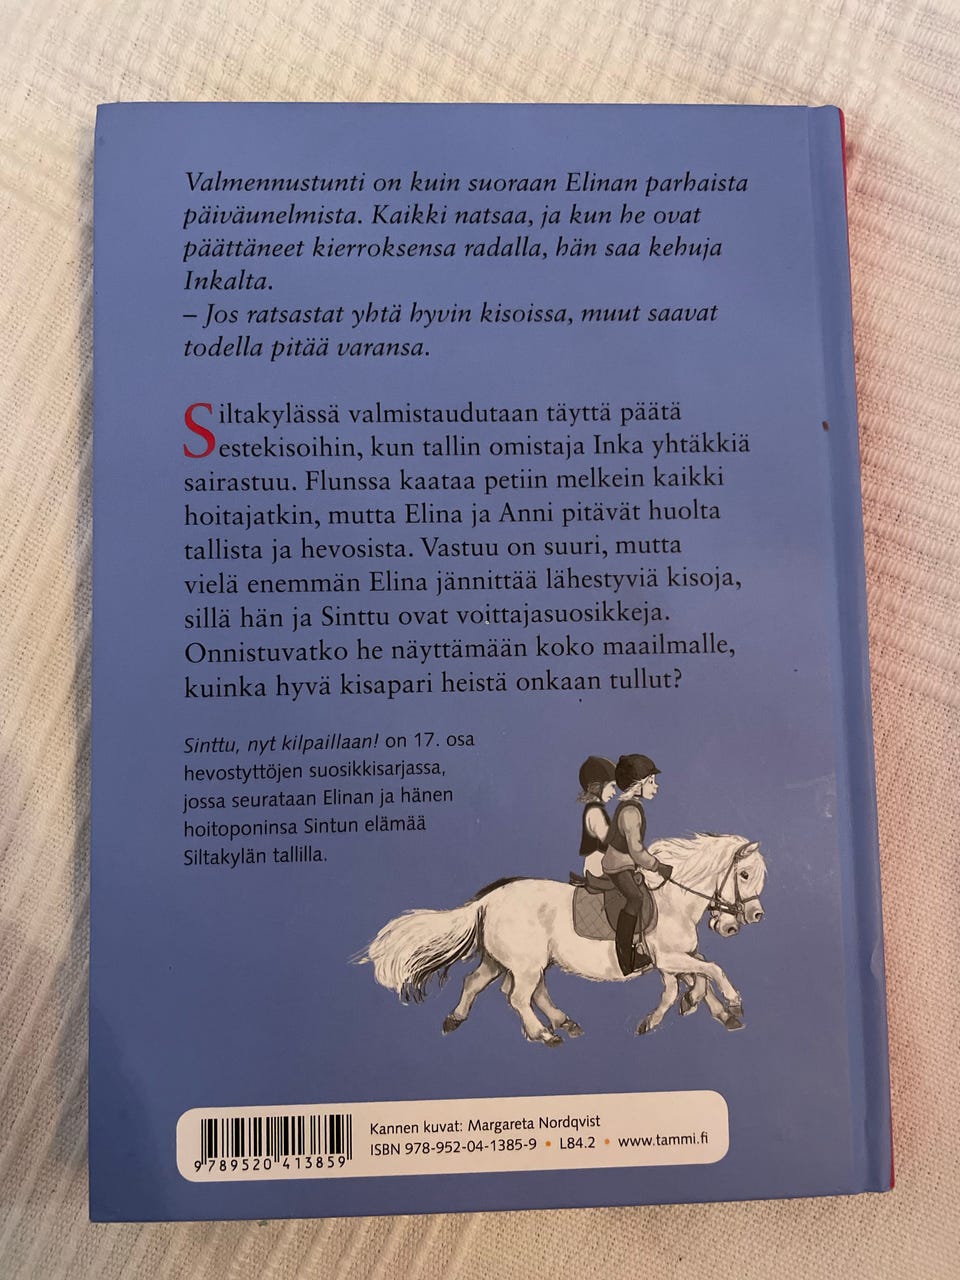 Valmennustunti on kuin suoraan Elinan parhaista
päiväunelmista. Kaikki natsaa, ja kun he ovat
päättäneet kierroksensa radalla, hän saa kehuja
Inkalta.
– Jos ratsastat yhtä hyvin kisoissa, muut saavat
todella pitää varansa.
Siltakylässä valmistaudutaan täyttä päätä
estekisoihin, kun tallin omistaja Inka yhtäkkiä
sairastuu. Flunssa kaataa petiin melkein kaikki
hoitajatkin, mutta Elina ja Anni pitävät huolta
tallista ja hevosista. Vastuu on suuri, mutta
vielä enemmän Elina jännittää lähestyviä kisoja,
sillä hän ja Sinttu ovat voittajasuosikkeja.
Onnistuvatko he näyttämään koko maailmalle,
kuinka hyvä kisapari heistä onkaan tullut?
Sinttu, nyt kilpaillaan! on 17. osa
hevostyttöjen suosikkisarjassa,
jossa seurataan Elinan ja hänen
hoitoponinsa Sintun elämää
Siltakylän tallilla.
Kannen kuvat: Margareta Nordqvist
ISBN 978-952-04-1385-9 • L84.2 • www.tammi.fi
9 789520 413859